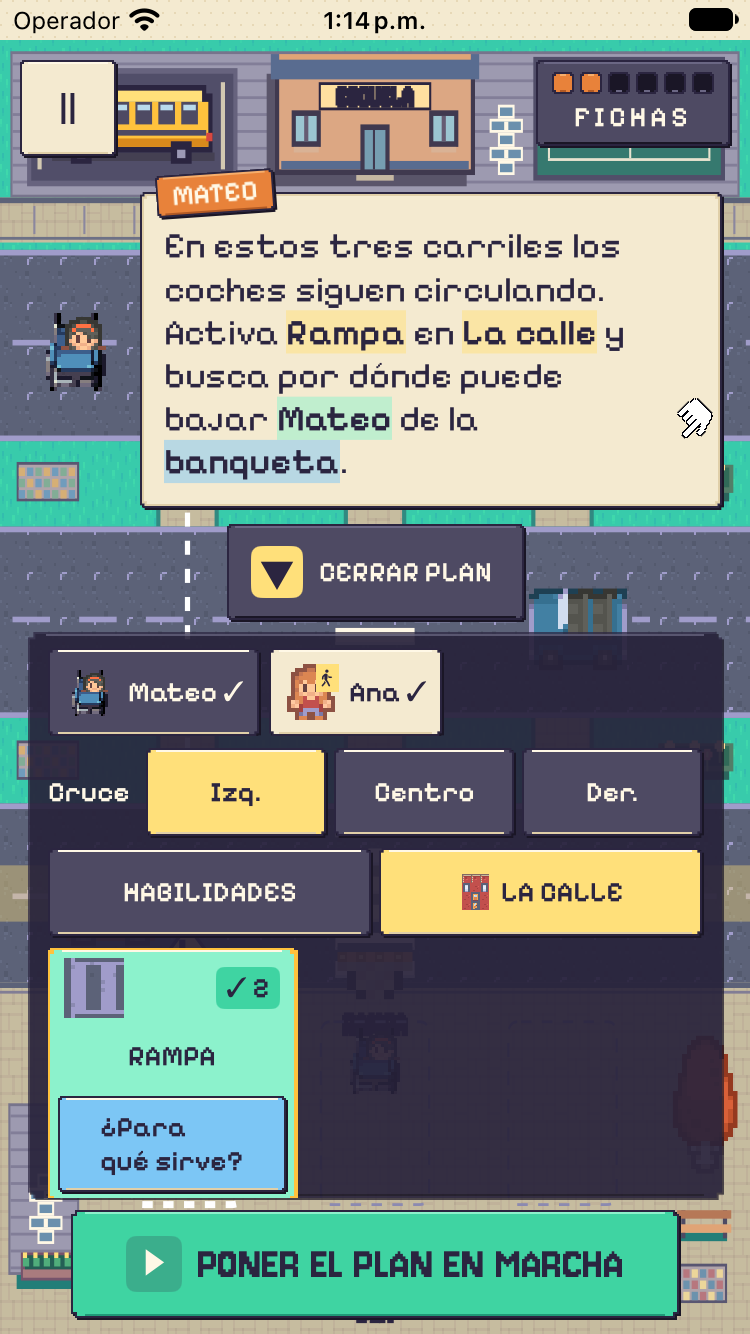 Operador
1:14 p.m.
ESCUELA
FICHAS
MATEO
En estos tres carriles los
coches siguen circulando.
Activa Rampa en La calle y
busca por dónde puede
bajar Mateo de la
banqueta.
CERRAR PLAN
Mateo ✓
Ana ✓
Cruce
Izq.
Centro
Der.
HABILIDADES
LA CALLE
✓ 2
RAMPA
¿Para
qué sirve?
PONER EL PLAN EN MARCHA